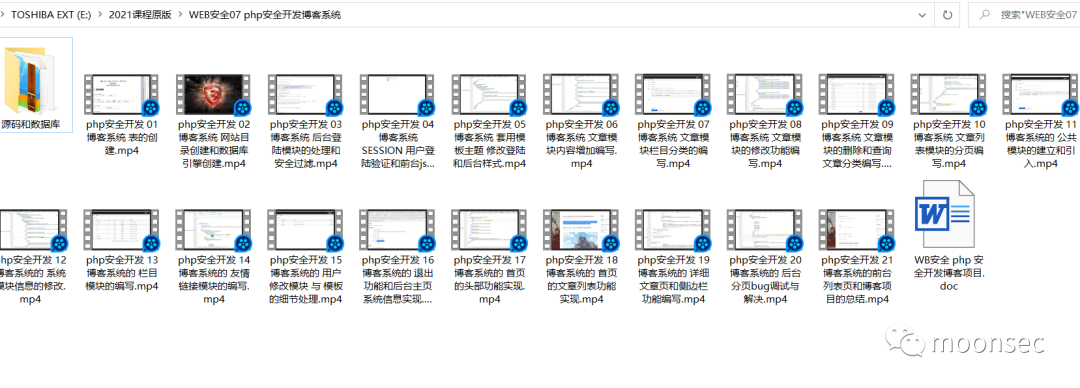 TOSHIBA EXT (E:) > 2021课程原版 > WEB安全07 php安全开发博客系统
搜索"WEB安全07
源码和数据库
php安全开发 01
博客系统 表的创
建.mp4
php安全开发 02
博客系统 网站目
录创建和数据库
引擎创建.mp4
php安全开发 03
博客系统 后台登
陆模块的处理和
安全过滤.mp4
php安全开发 04
博客系统
SESSION 用户登
陆验证和前台js...
php安全开发 05
博客系统 套用模
板主题 修改登陆
和后台样式.mp4
php安全开发 06
博客系统 文章模
块内容增加编写.
mp4
php安全开发 07
博客系统 文章模
块栏目分类的编
写.mp4
php安全开发 08
博客系统 文章模
块的修改功能编
写.mp4
php安全开发 09
博客系统 文章模
块的删除和查询
文章分类编写....
php安全开发 10
博客系统 文章列
表模块的分页编
写.mp4
php安全开发 11
博客系统的 公共
模块的建立和引
入.mp4
php安全开发 12
博客系统的 系统
模块信息的修改.
mp4
php安全开发 13
博客系统的 栏目
模块的编写.mp4
php安全开发 14
博客系统的 友情
链接模块的编写.
mp4
php安全开发 15
博客系统的 用户
修改模块 与 模板
的细节处理.mp4
php安全开发 16
博客系统的 退出
功能和后台主页
系统信息实现....
php安全开发 17
博客系统的 首页
的头部功能实现.
mp4
php安全开发 18
博客系统的 首页
的文章列表功能
实现.mp4
php安全开发 19
博客系统的 详细
文章页和侧边栏
功能编写.mp4
php安全开发 20
博客系统的 后台
分页bug调试与
解决.mp4
php安全开发 21
博客系统的前台
列表页和博客项
目的总结.mp4
WB安全 php 安
全开发博客项目.
doc
moonsec